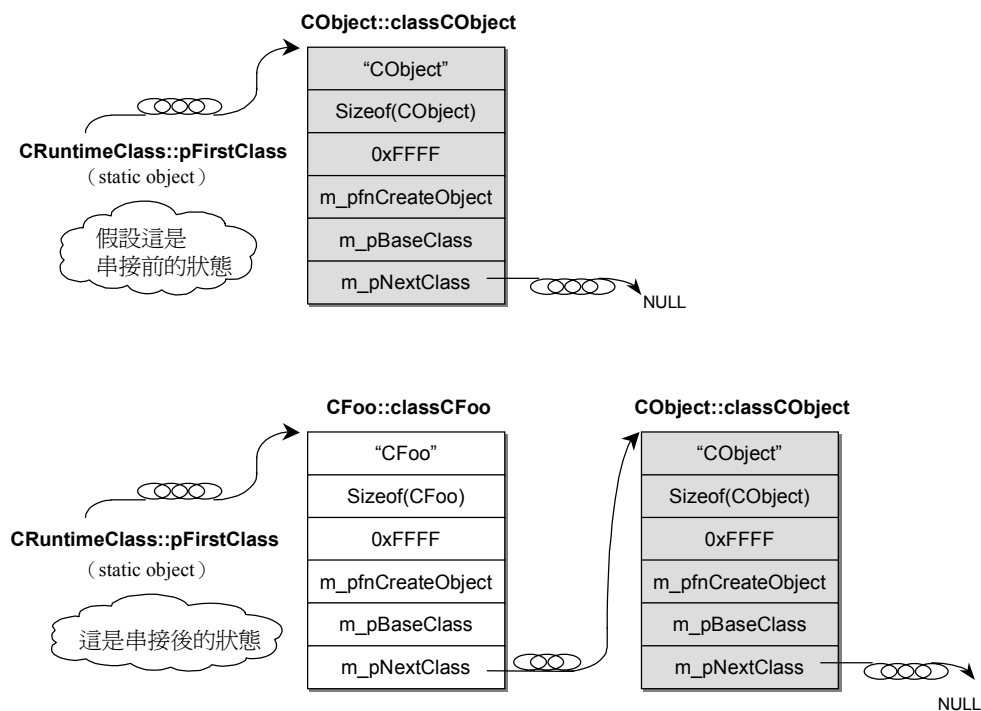 CObject::classCObject
“CObject”
Sizeof(CObject)
CRuntimeClass::pFirstClass
0xFFFF
（static object）
m_pfnCreateObject
假設這是
串接前的狀態
m_pBaseClass
m_pNextClass
NULL
CFoo::classCFoo
CObject::classCObject
“CFoo”
“CObject”
Sizeof(CFoo)
Sizeof(CObject)
CRuntimeClass::pFirstClass
0xFFFF
0xFFFF
（static object）
m_pfnCreateObject
m_pfnCreateObject
這是串接後的狀態
m_pBaseClass
m_pBaseClass
m_pNextClass
m_pNextClass
NULL